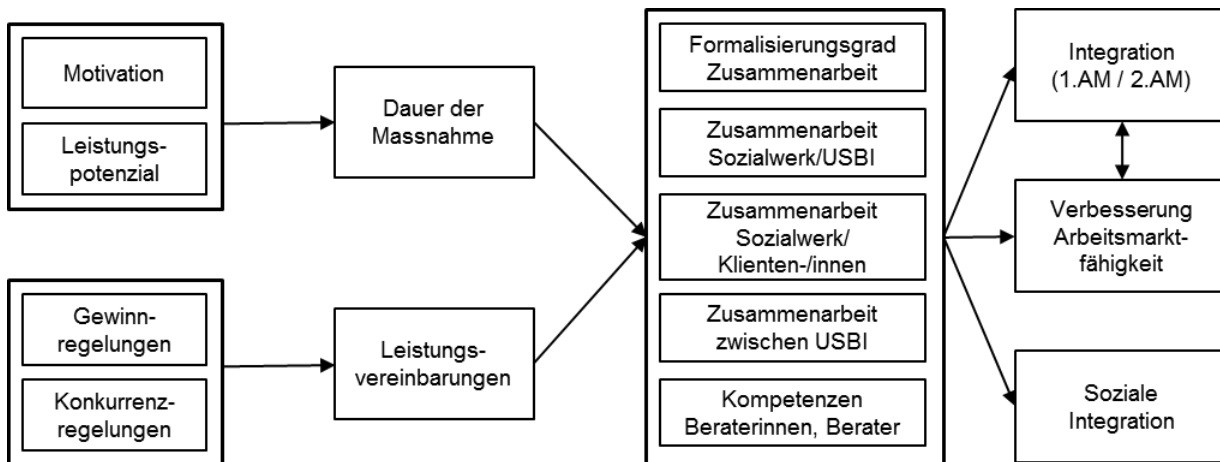 Motivation
Leistungs-
potenzial
Gewinn-
regelungen
Konkurrenz-
regelungen
Dauer der
Massnahme
Leistungs-
vereinbarungen
Formalisierungsgrad
Zusammenarbeit
Zusammenarbeit
Sozialwerk/USBI
Zusammenarbeit
Sozialwerk/
Klienten-/innen
Zusammenarbeit
zwischen USBI
Kompetenzen
Beraterinnen, Berater
Integration
(1.AM / 2.AM)
Verbesserung
Arbeitsmarkt-
fähigkeit
Soziale
Integration